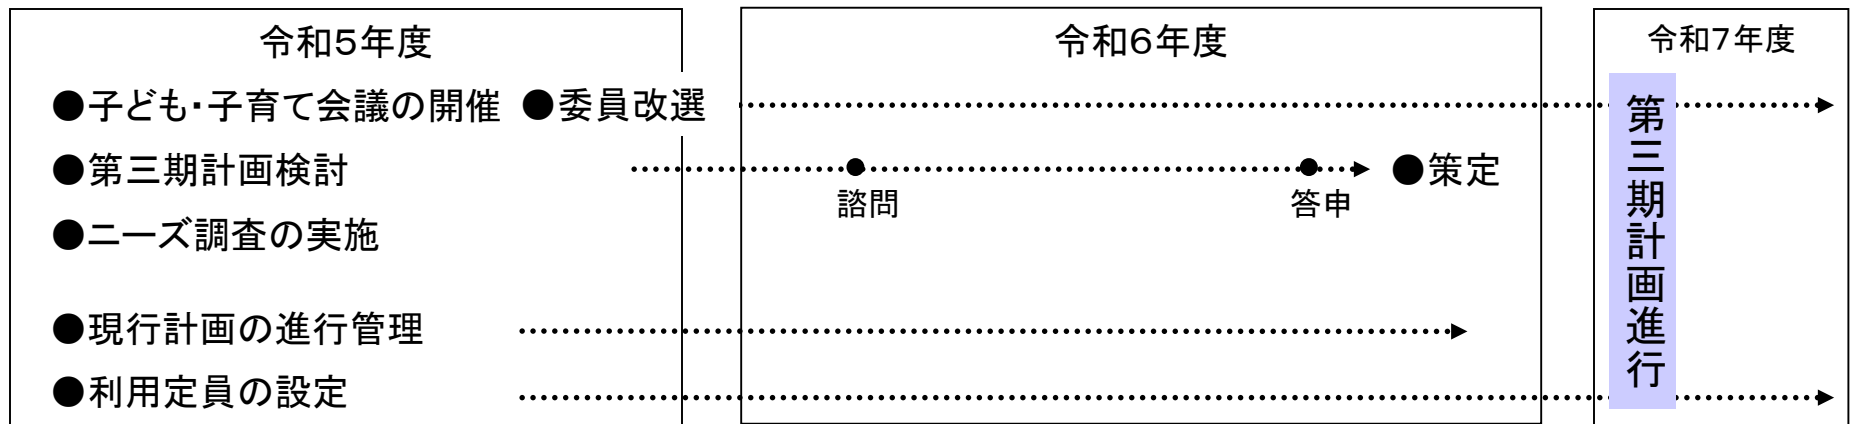 令和5年度
●子ども・子育て会議の開催 ●委員改選
●第三期計画検討
●ニーズ調査の実施
●現行計画の進行管理
●利用定員の設定
令和6年度
諮問
答申
●策定
令和7年度
第三期計画進行